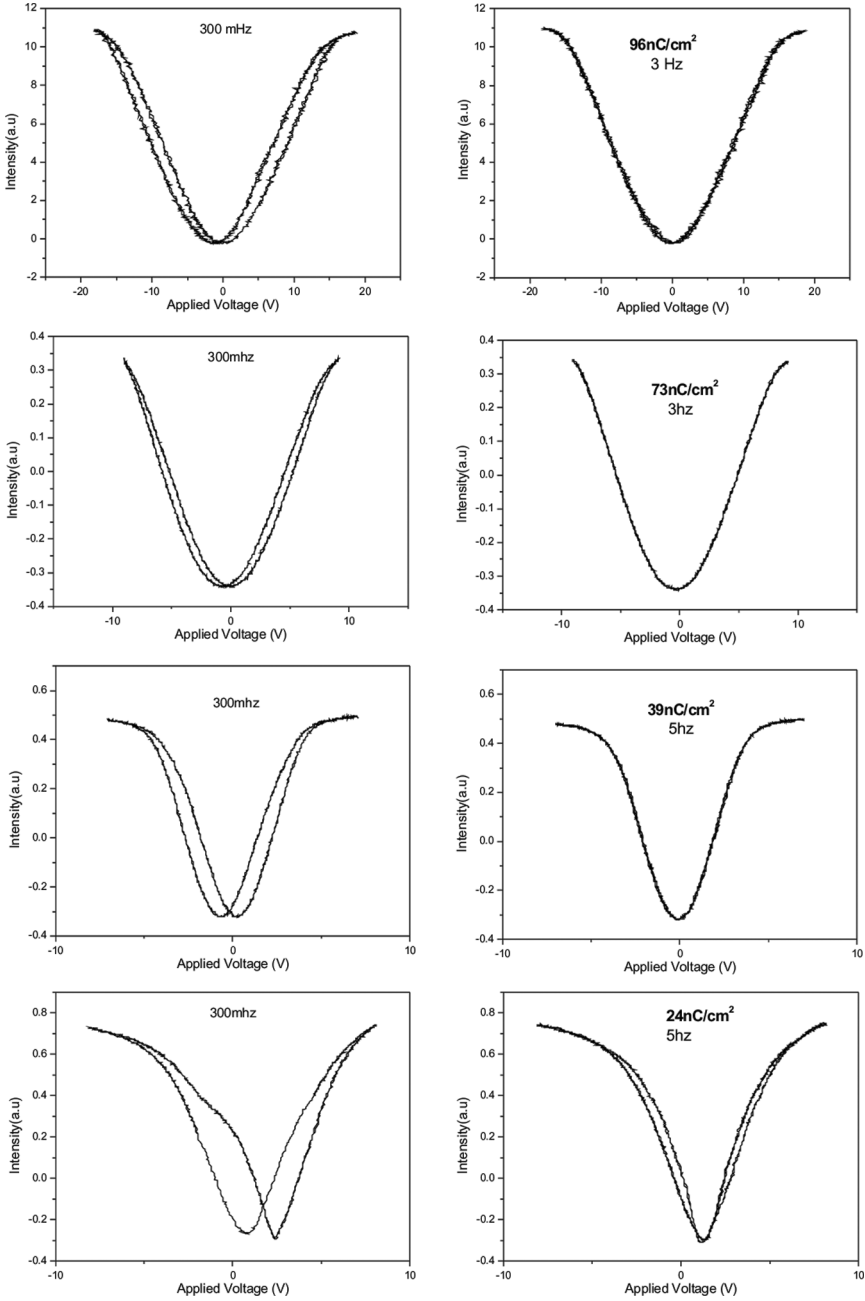 300 mHz
12
10
8
6
4
2
0
-2
-20 -10 0 10 20
Intensity(a.u)
Applied Voltage (V)
96nC/cm²
3 Hz
12
10
8
6
4
2
0
-2
-20 -10 0 10 20
Intensity (a.u)
Applied Voltage (V)
300mhz
0.4
0.3
0.2
0.1
0.0
-0.1
-0.2
-0.3
-0.4
-10 0 10
Intensity(a.u)
Applied Voltage (V)
73nC/cm²
3hz
0.4
0.3
0.2
0.1
0.0
-0.1
-0.2
-0.3
-0.4
-10 0 10
Intensity(a.u)
Applied Voltage (V)
300mhz
0.6
0.4
0.2
0.0
-0.2
-0.4
-10 0 10
Intensity(a.u)
Applied Voltage (V)
39nC/cm²
5hz
0.6
0.4
0.2
0.0
-0.2
-0.4
-10 0 10
Intensity(a.u)
Applied Voltage (V)
300mhz
0.8
0.6
0.4
0.2
0.0
-0.2
-0.4
-10 0 10
Intensity(a.u)
Applied Voltage (V)
24nC/cm²
5hz
0.8
0.6
0.4
0.2
0.0
-0.2
-0.4
-10 0 10
Intensity(a.u)
Applied Voltage (V)